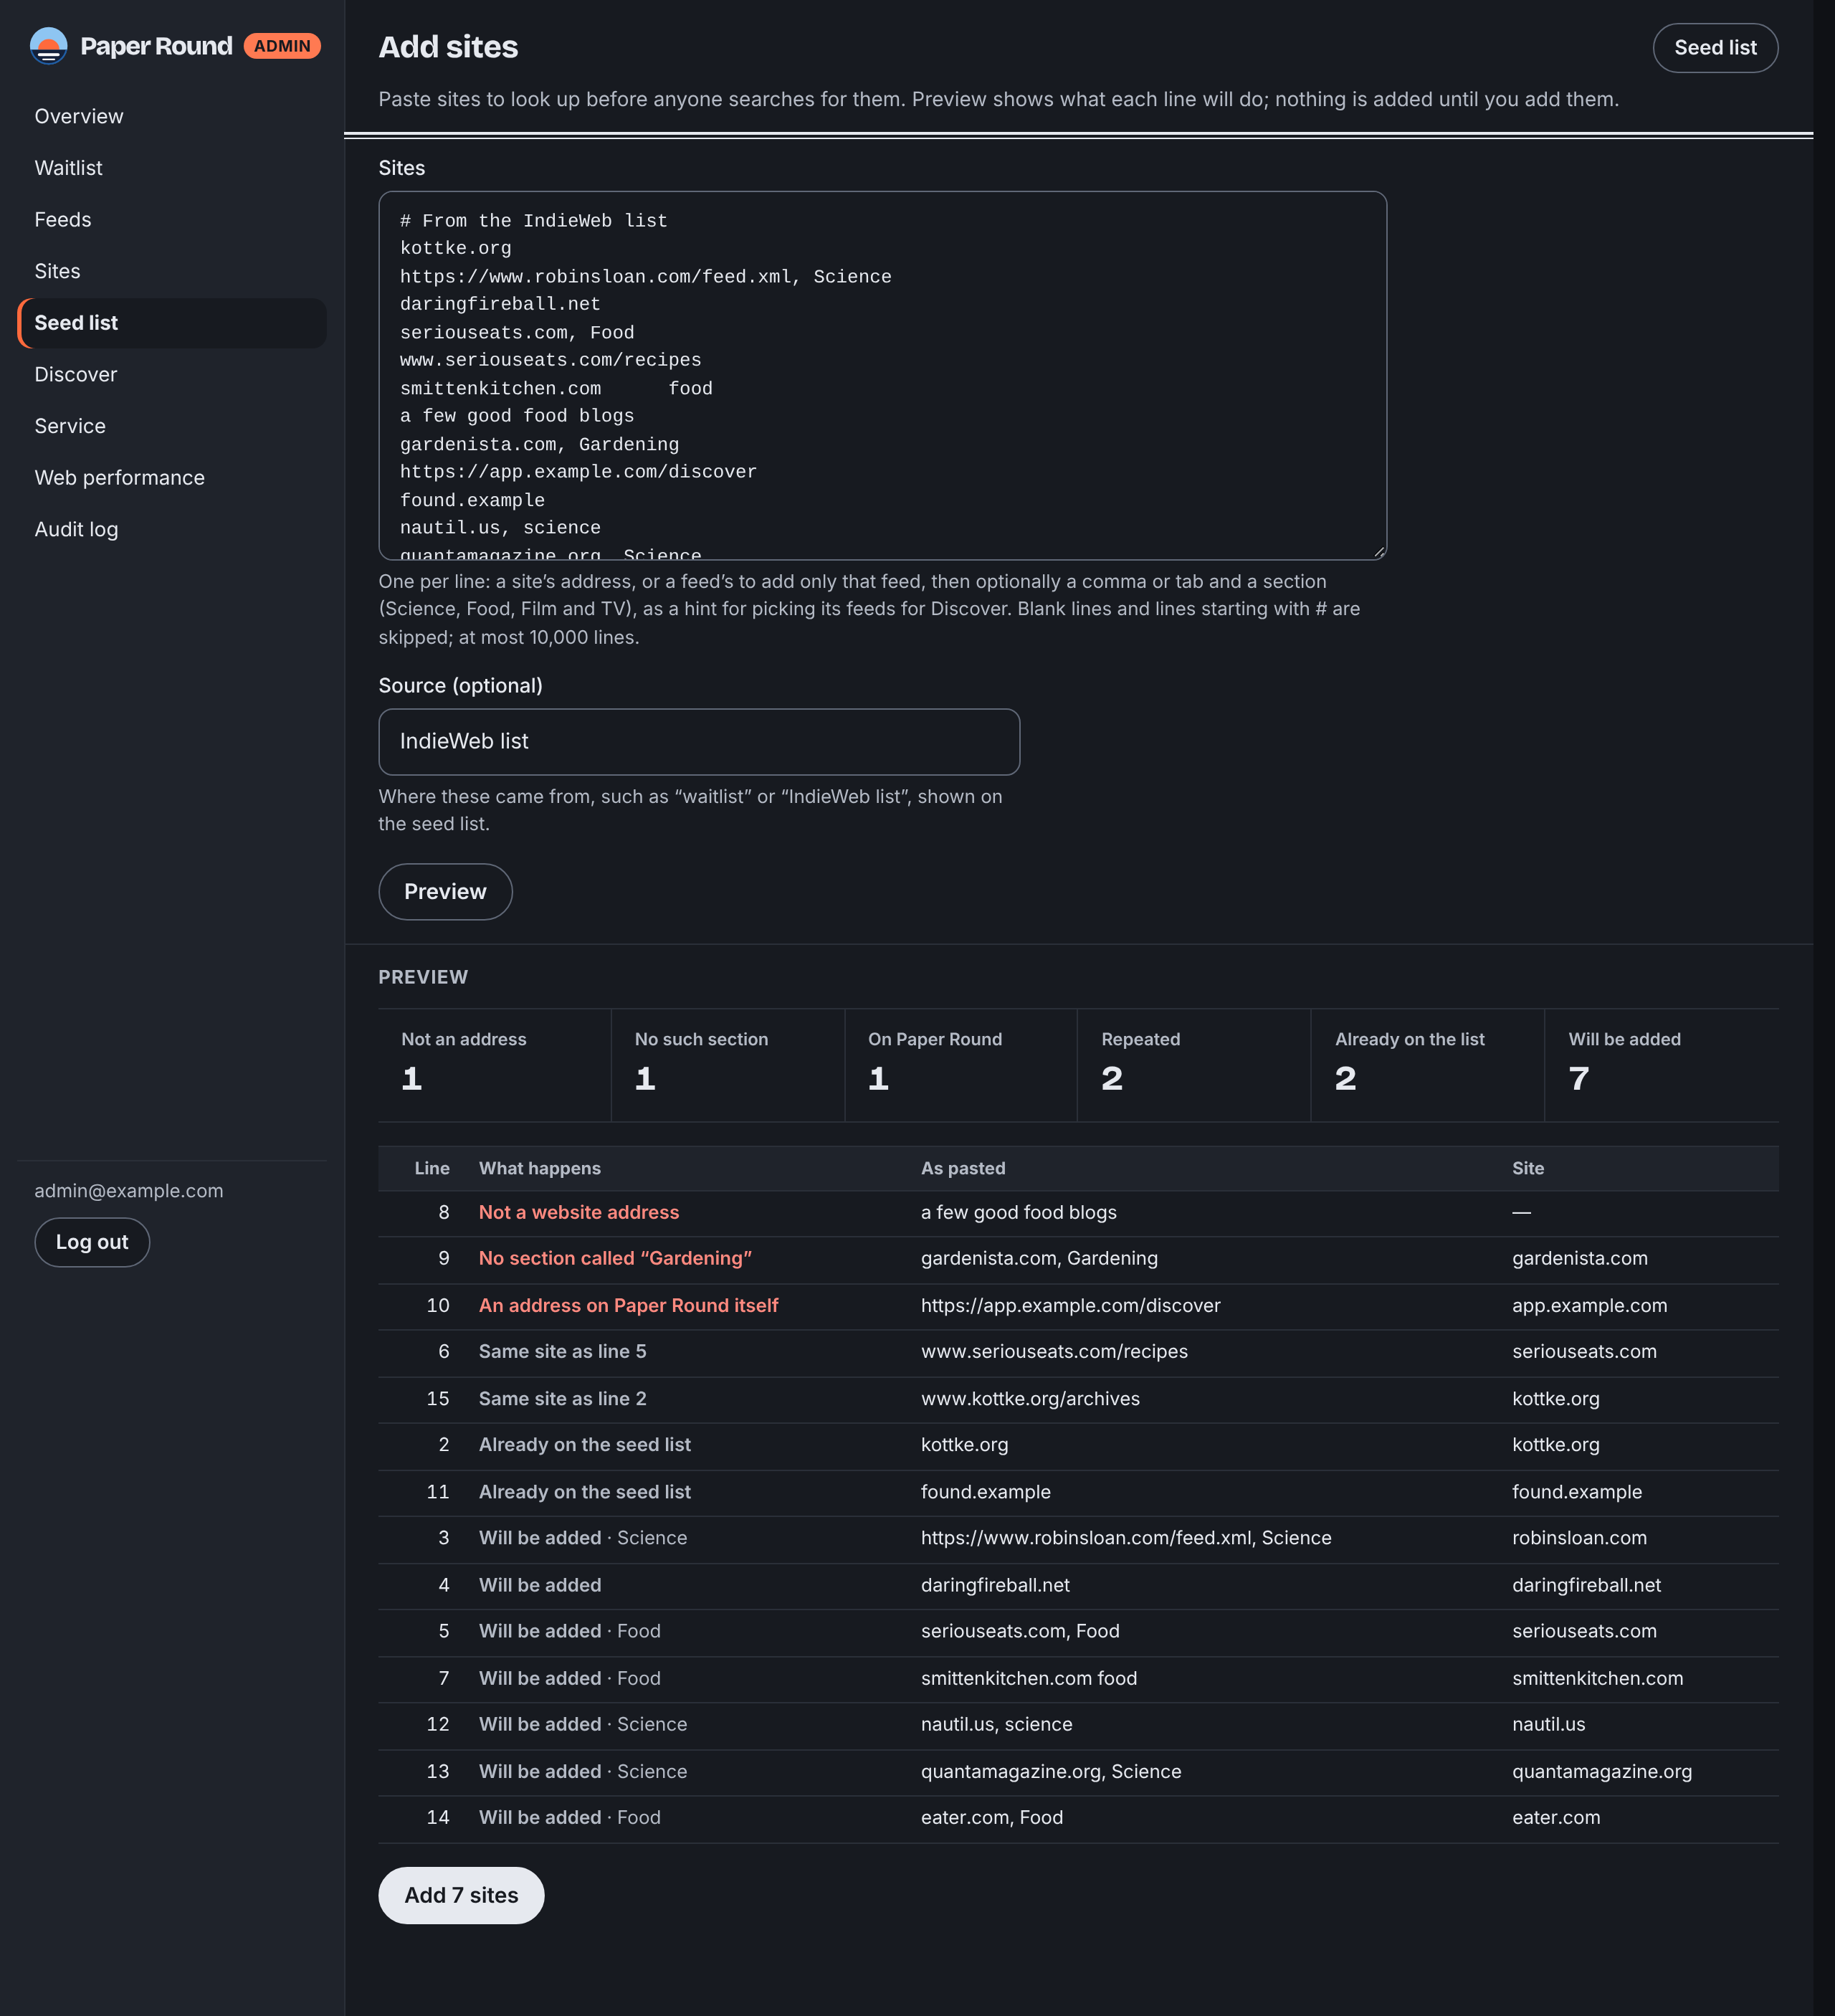 Paper Round ADMIN
Overview
Waitlist
Feeds
Sites
Seed list
Discover
Service
Web performance
Audit log
admin@example.com
Log out
Add sites
Seed list
Paste sites to look up before anyone searches for them. Preview shows what each line will do; nothing is added until you add them.
Sites
# From the IndieWeb list
kottke.org
https://www.robinsloan.com/feed.xml, Science
daringfireball.net
seriouseats.com, Food
www.seriouseats.com/recipes
smittenkitchen.com food
a few good food blogs
gardenista.com, Gardening
https://app.example.com/discover
found.example
nautil.us, science
quantamagazine.org, Science
One per line: a site’s address, or a feed’s to add only that feed, then optionally a comma or tab and a section
(Science, Food, Film and TV), as a hint for picking its feeds for Discover. Blank lines and lines starting with # are
skipped; at most 10,000 lines.
Source (optional)
IndieWeb list
Where these came from, such as “waitlist” or “IndieWeb list”, shown on
the seed list.
Preview
PREVIEW
Not an address
1
No such section
1
On Paper Round
1
Repeated
2
Already on the list
2
Will be added
7
Line What happens As pasted Site
8 Not a website address a few good food blogs —
9 No section called “Gardening” gardenista.com, Gardening gardenista.com
10 An address on Paper Round itself https://app.example.com/discover app.example.com
6 Same site as line 5 www.seriouseats.com/recipes seriouseats.com
15 Same site as line 2 www.kottke.org/archives kottke.org
2 Already on the seed list kottke.org kottke.org
11 Already on the seed list found.example found.example
3 Will be added · Science https://www.robinsloan.com/feed.xml, Science robinsloan.com
4 Will be added daringfireball.net daringfireball.net
5 Will be added · Food seriouseats.com, Food seriouseats.com
7 Will be added · Food smittenkitchen.com food smittenkitchen.com
12 Will be added · Science nautil.us, science nautil.us
13 Will be added · Science quantamagazine.org, Science quantamagazine.org
14 Will be added · Food eater.com, Food eater.com
Add 7 sites